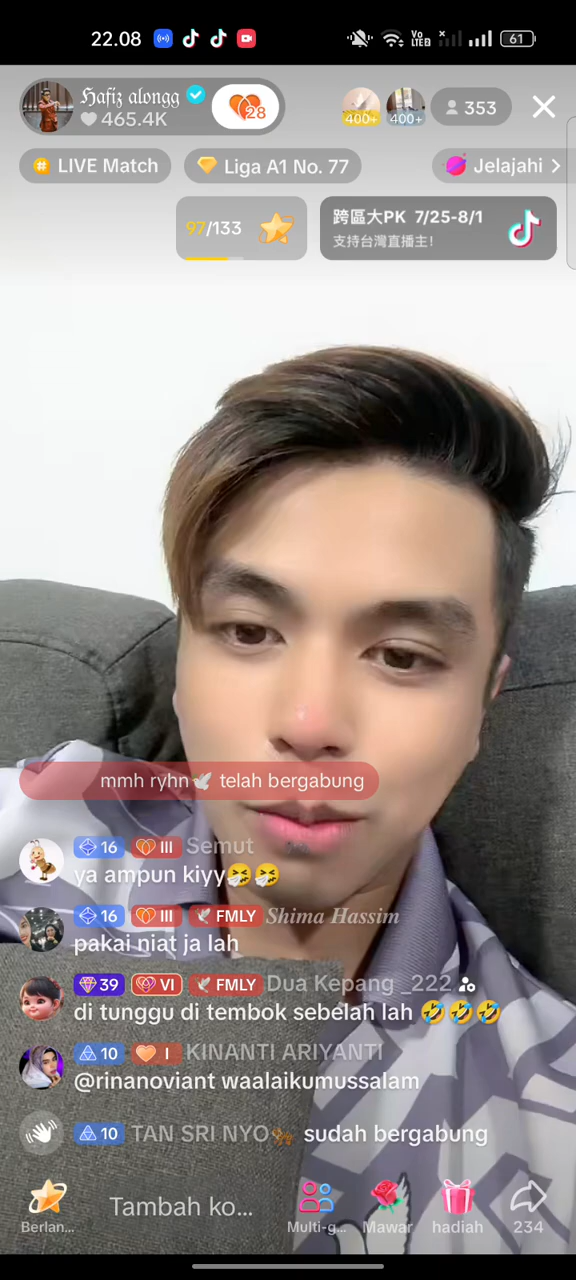 22.08
Vo LTE2
61
ℌ𝔞𝔣𝔦𝔷 𝔞𝔩𝔬𝔫𝔤𝔤
465.4K
28
400+
400+
353
LIVE Match
Liga A1 No. 77
Jelajahi >
97/133
跨區大PK 7/25-8/1
支持台灣直播主!
mmh ryhn🕊️ telah bergabung
16 III Semut
ya ampun kiyy🤧🤧
16 III FMLY 𝑆ℎ𝑖𝑚𝑎 𝐻𝑎𝑠𝑠𝑖𝑚
pakai niat ja lah
39 VI FMLY Dua Kepang _222
di tunggu di tembok sebelah lah 🤣🤣🤣
10 I KINANTI ARIYANTI
@rinanoviant waalaikumussalam
10 TAN SRI NYO🐅 sudah bergabung
Tambah ko...
Berlan...
Multi-g...
Mawar
hadiah
234